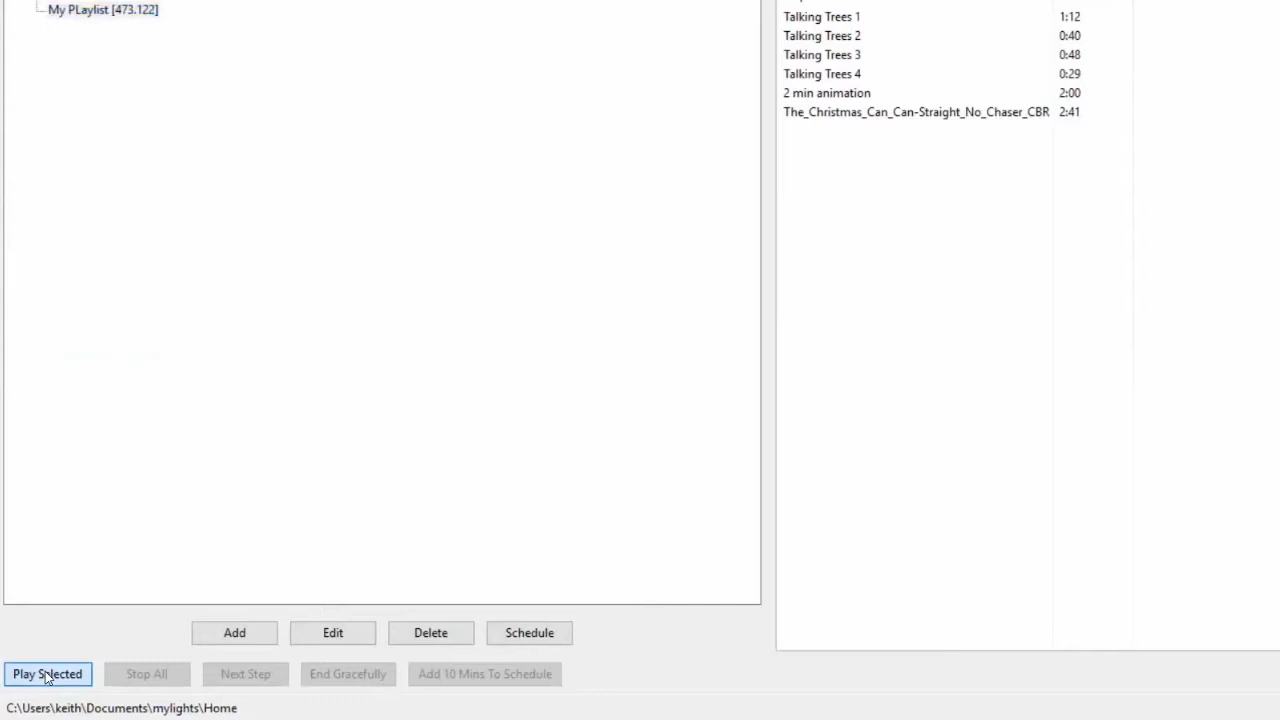 My PLaylist [473.122]
Talking Trees 1 1:12
Talking Trees 2 0:40
Talking Trees 3 0:48
Talking Trees 4 0:29
2 min animation 2:00
The_Christmas_Can_Can-Straight_No_Chaser_CBR 2:41
Add Edit Delete Schedule
Play Selected Stop All Next Step End Gracefully Add 10 Mins To Schedule
C:\Users\keith\Documents\mylights\Home